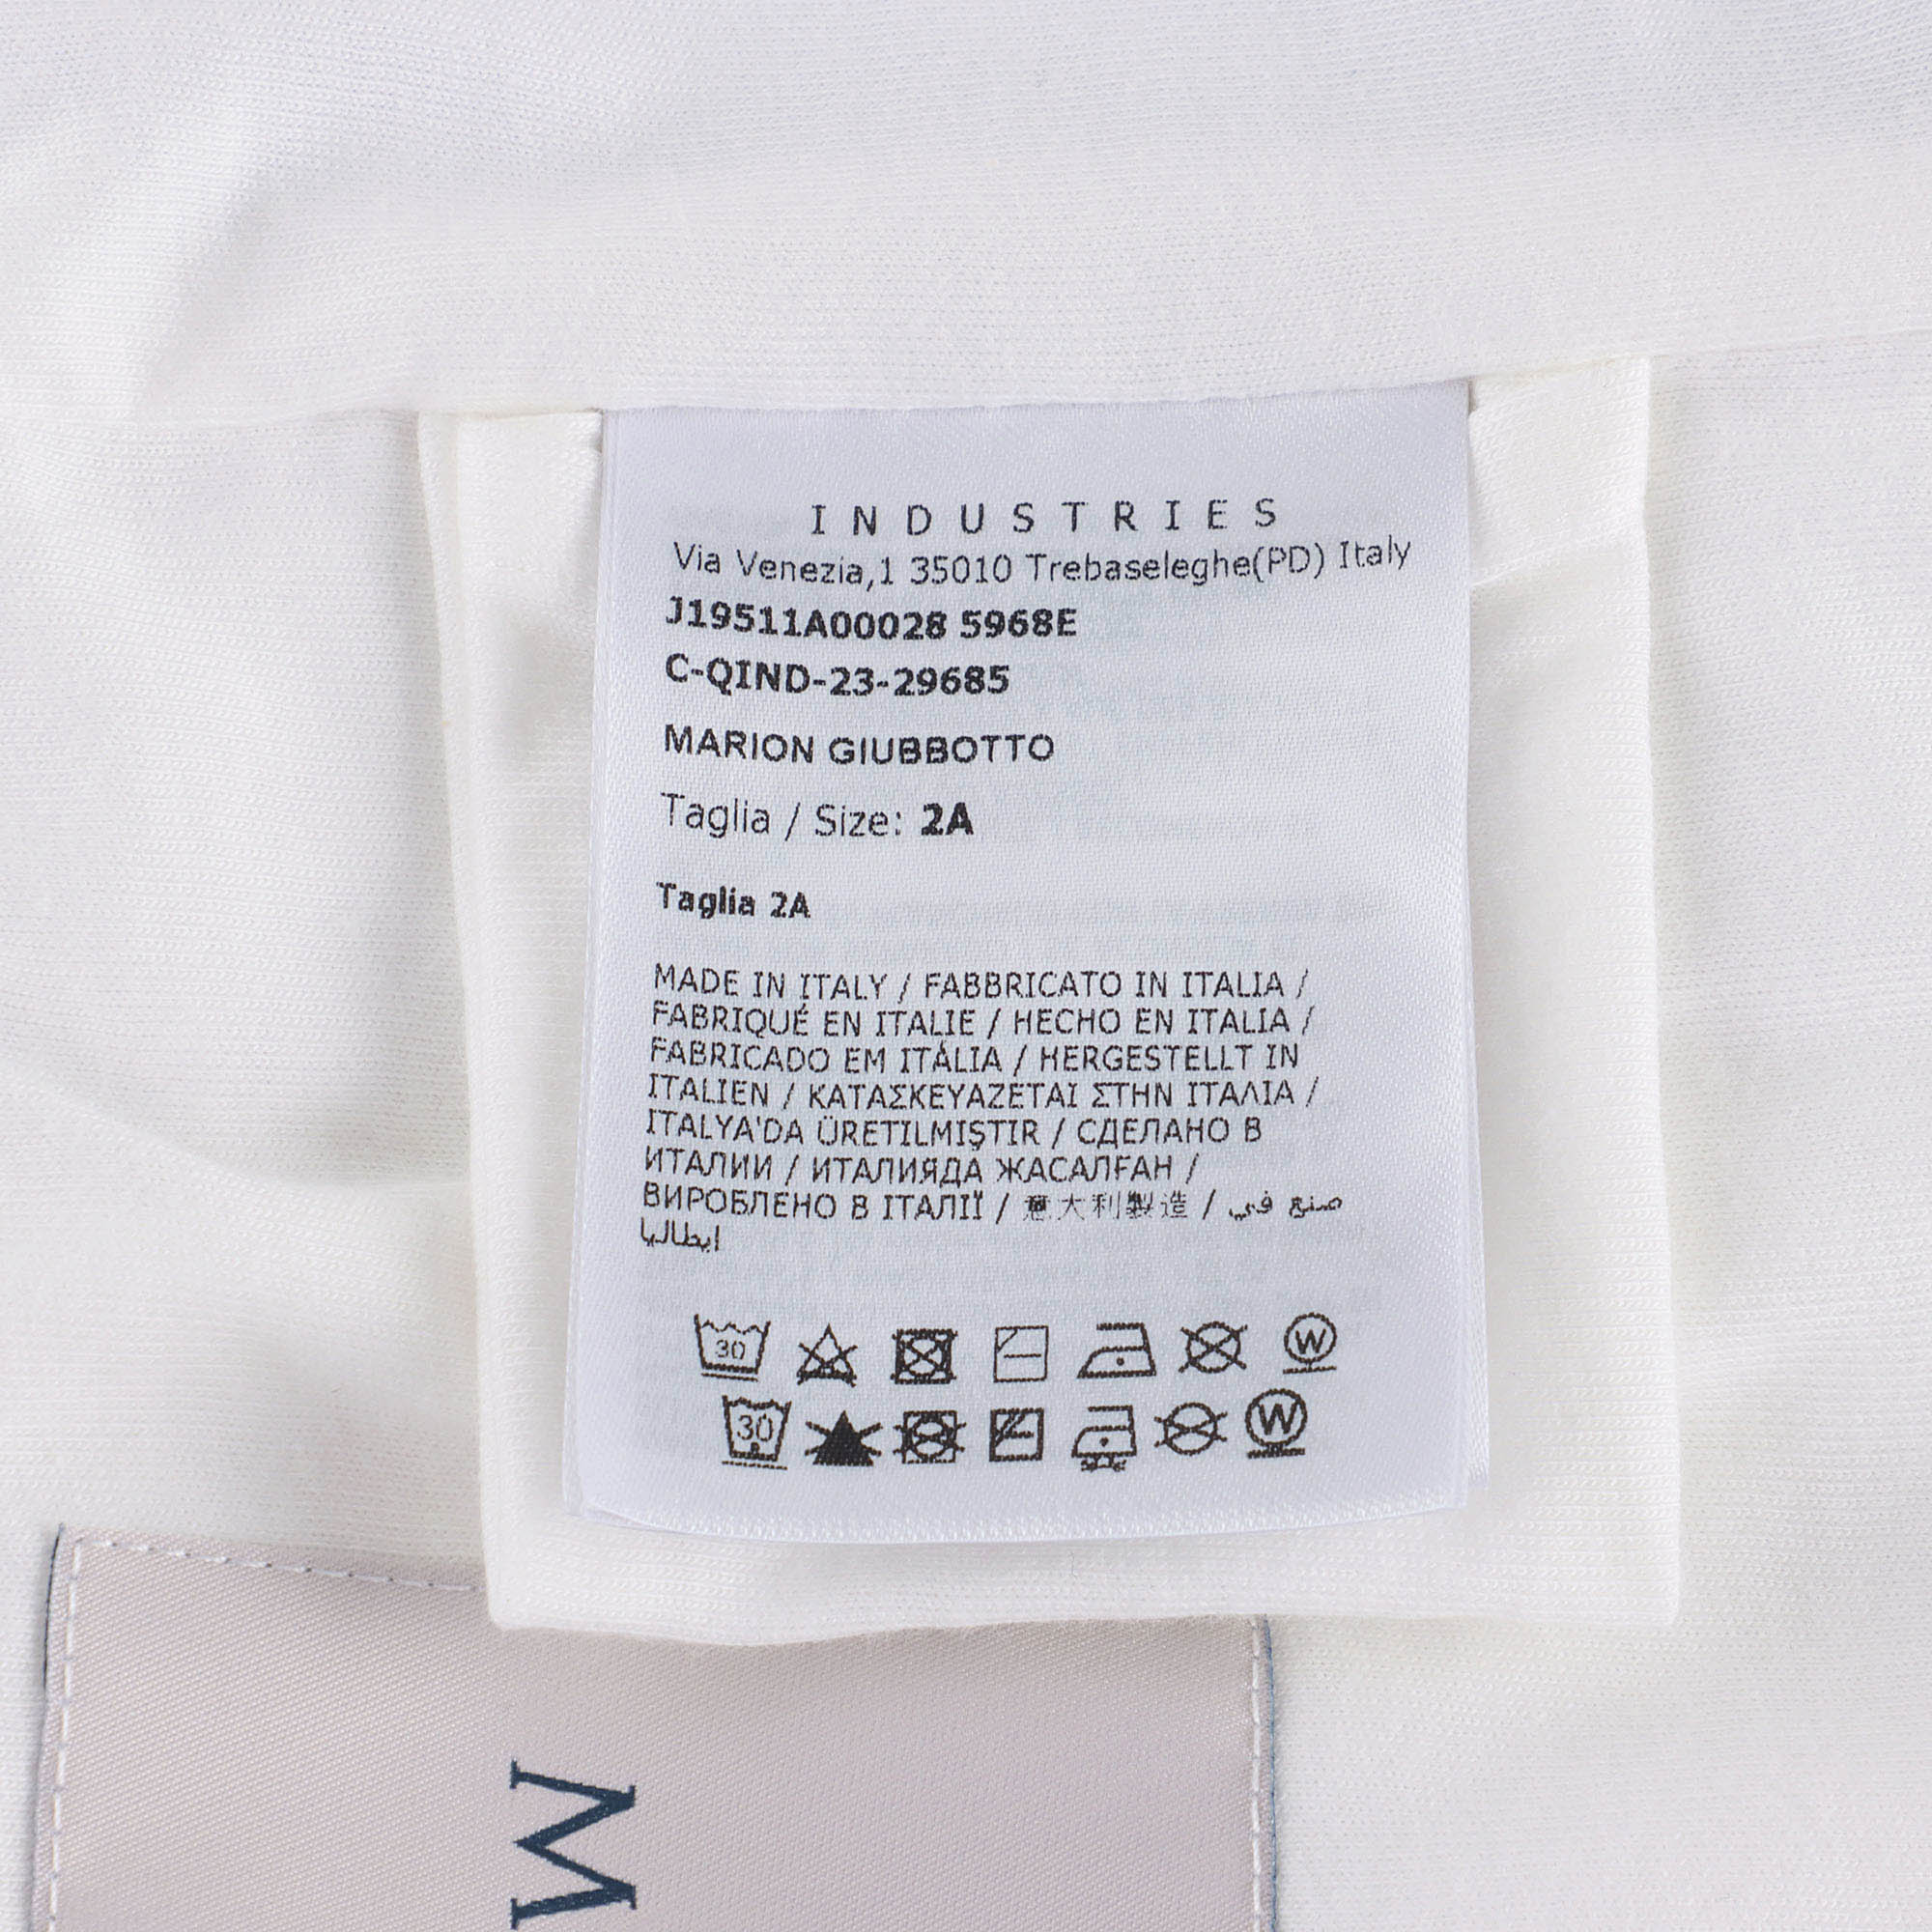 INDUSTRIES
Via Venezia,1 35010 Trebaseleghe(PD) Italy
J19511A00028 5968E
C-QIND-23-29685
MARION GIUBBOTTO
Taglia / Size: 2A
Taglia 2A
MADE IN ITALY / FABBRICATO IN ITALIA /
FABRIQUÉ EN ITALIE / HECHO EN ITALIA /
FABRICADO EM ITÁLIA / HERGESTELLT IN
ITALIEN / ΚΑΤΑΣΚΕΥΑΖΕΤΑΙ ΣΤΗΝ ΙΤΑΛΙΑ /
ITALYA'DA ÜRETILMIŞTIR / СДЕЛАНО В
ИТАЛИИ / ИТАЛИЯДА ЖАСАЛҒАН /
ВИРОБЛЕНО В ІТАЛІЇ / 意大利製造 / صنع في
ايطاليا
30 W
30 W
M